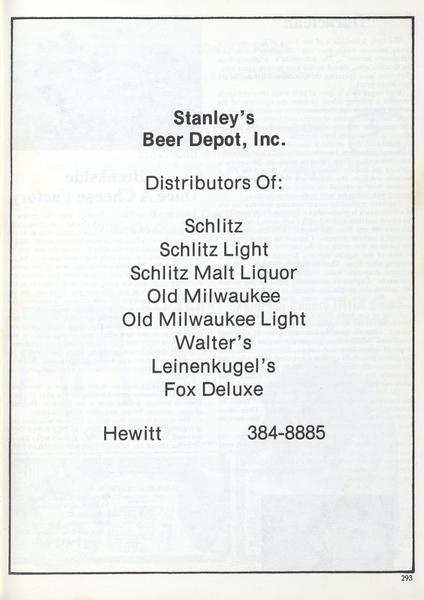 Stanley's
Beer Depot, Inc.
Distributors Of:
Schlitz
Schlitz Light
Schlitz Malt Liquor
Old Milwaukee
Old Milwaukee Light
Walter's
Leinenkugel's
Fox Deluxe
Hewitt 384-8885
293